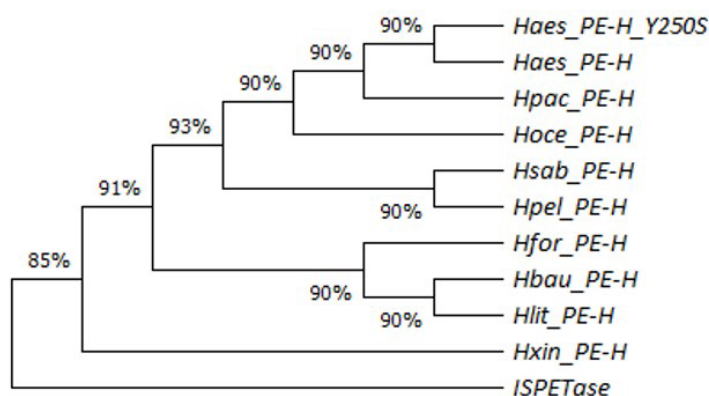 90% Haes_PE-H_Y250S
90% Haes_PE-H
90% Hpac_PE-H
93% Hoce_PE-H
91% Hsab_PE-H
90% Hpel_PE-H
85% Hfor_PE-H
90% Hbau_PE-H
90% Hlit_PE-H
Hxin_PE-H
ISPETase